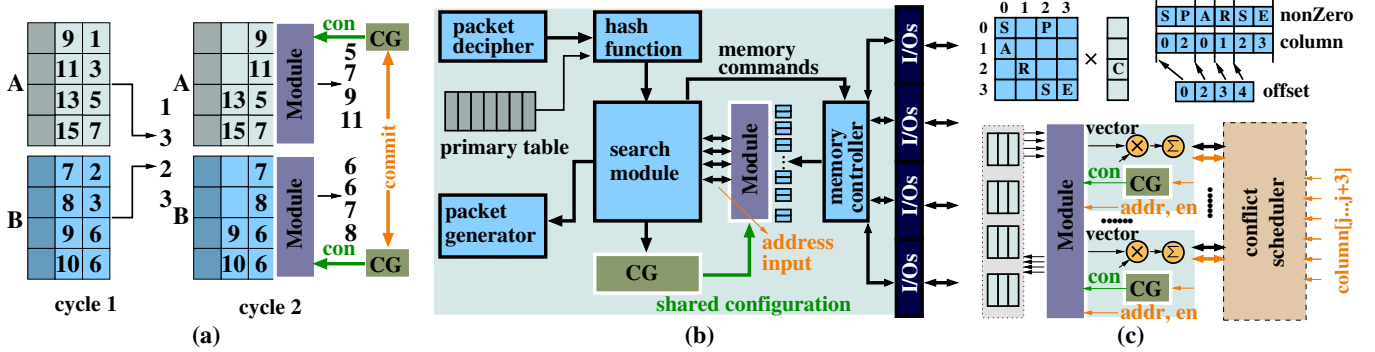 9 1
11 3
13 5
15 7
A
1
3
7 2
8 3
9 6
10 6
B
2
3
cycle 1
9
11
13 5
15 7
A
Module
con
CG
5
7
9
11
commit
7
8
9 6
10 6
B
Module
6
6
7
8
con
CG
cycle 2
(a)
packet
decipher
hash
function
memory
commands
primary table
search
module
Module
memory
controller
packet
generator
address
input
CG
shared configuration
I/Os
I/Os
I/Os
I/Os
(b)
0 1 2 3
0 S P
1 A
2 R
3 S E
×
C
S P A R S E
nonZero
0 2 0 1 2 3
column
0 2 3 4
offset
Module
vector
× Σ
con
CG
addr, en
vector
× Σ
con
CG
addr, en
conflict
scheduler
column[j...j+3]
(c)